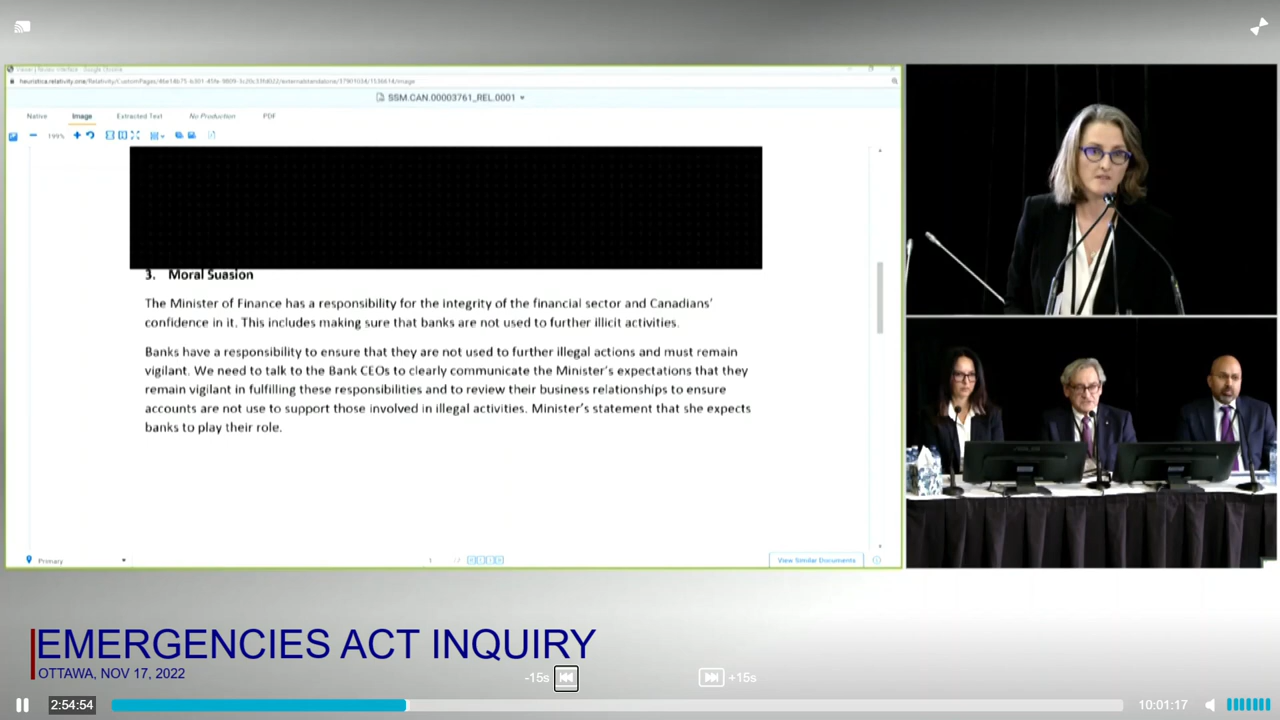 SSM.CAN.00003761_REL.0001
Native
Image
Extracted Text
No Production
PDF
199%
3. Moral Suasion
The Minister of Finance has a responsibility for the integrity of the financial sector and Canadians'
confidence in it. This includes making sure that banks are not used to further illicit activities.
Banks have a responsibility to ensure that they are not used to further illegal actions and must remain
vigilant. We need to talk to the Bank CEOs to clearly communicate the Minister's expectations that they
remain vigilant in fulfilling these responsibilities and to review their business relationships to ensure
accounts are not use to support those involved in illegal activities. Minister's statement that she expects
banks to play their role.
Primary
1
View Similar Documents
EMERGENCIES ACT INQUIRY
OTTAWA, NOV 17, 2022
-15s
+15s
2:54:54
10:01:17